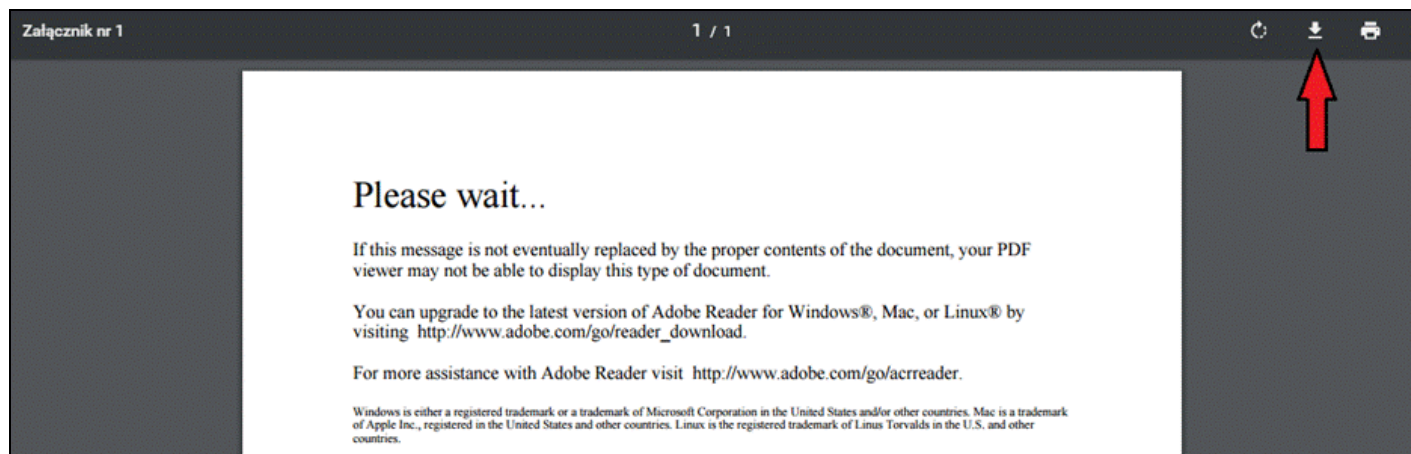 Załącznik nr 1
1 / 1
Please wait...
If this message is not eventually replaced by the proper contents of the document, your PDF
viewer may not be able to display this type of document.
You can upgrade to the latest version of Adobe Reader for Windows®, Mac, or Linux® by
visiting http://www.adobe.com/go/reader_download.
For more assistance with Adobe Reader visit http://www.adobe.com/go/acrreader.
Windows is either a registered trademark or a trademark of Microsoft Corporation in the United States and/or other countries. Mac is a trademark
of Apple Inc., registered in the United States and other countries. Linux is the registered trademark of Linus Torvalds in the U.S. and other
countries.